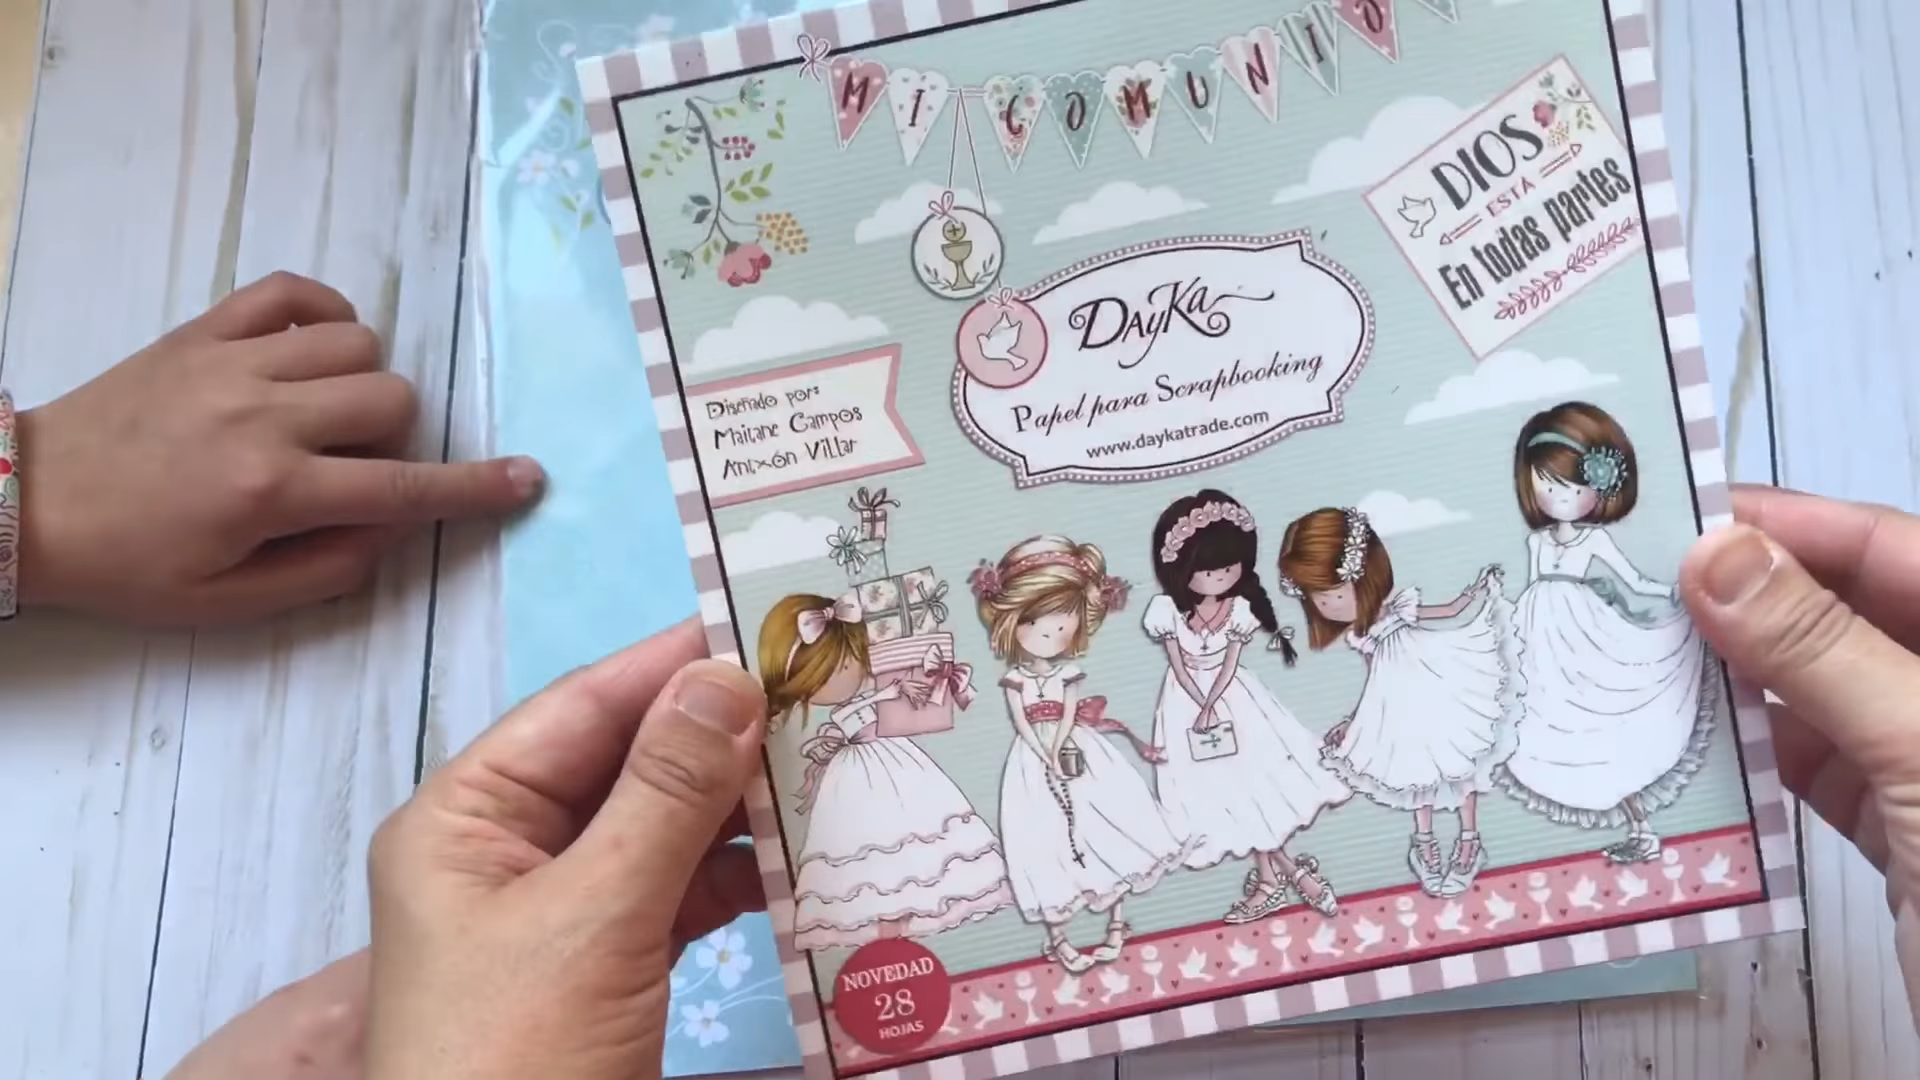 MI COMUNIÓ
DIOS
ESTÁ
En todas partes
DAyKa
Papel para Scrapbooking
www.daykatrade.com
Diseñado por:
Maitane Campos
Antxón Villar
NOVEDAD
28
HOJAS